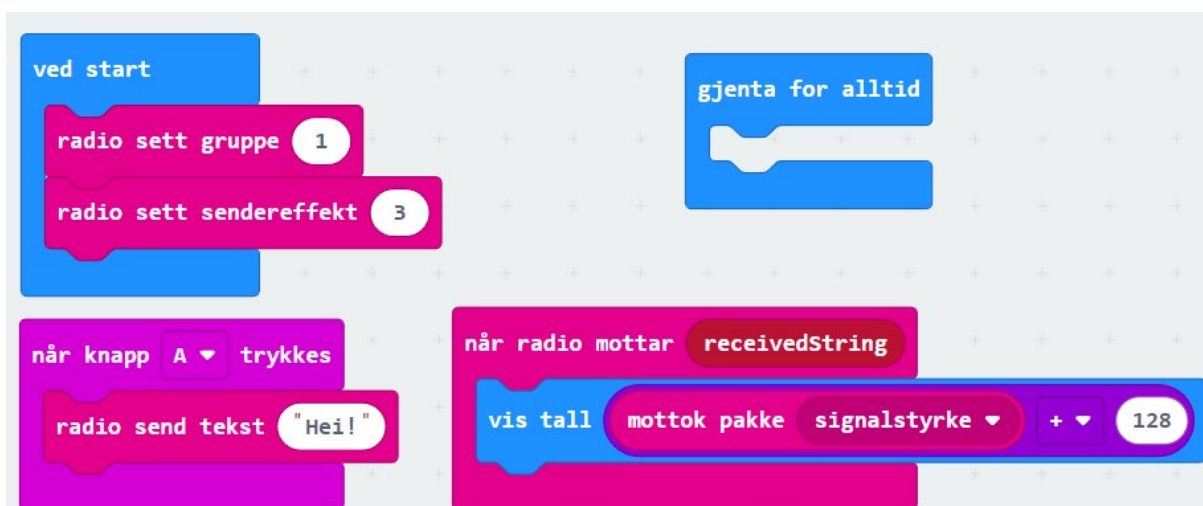 ved start
radio sett gruppe 1
radio sett sendereffekt 3
gjenta for alltid
når knapp A trykkes
radio send tekst "Hei!"
når radio mottar receivedString
vis tall mottok pakke signalstyrke + 128